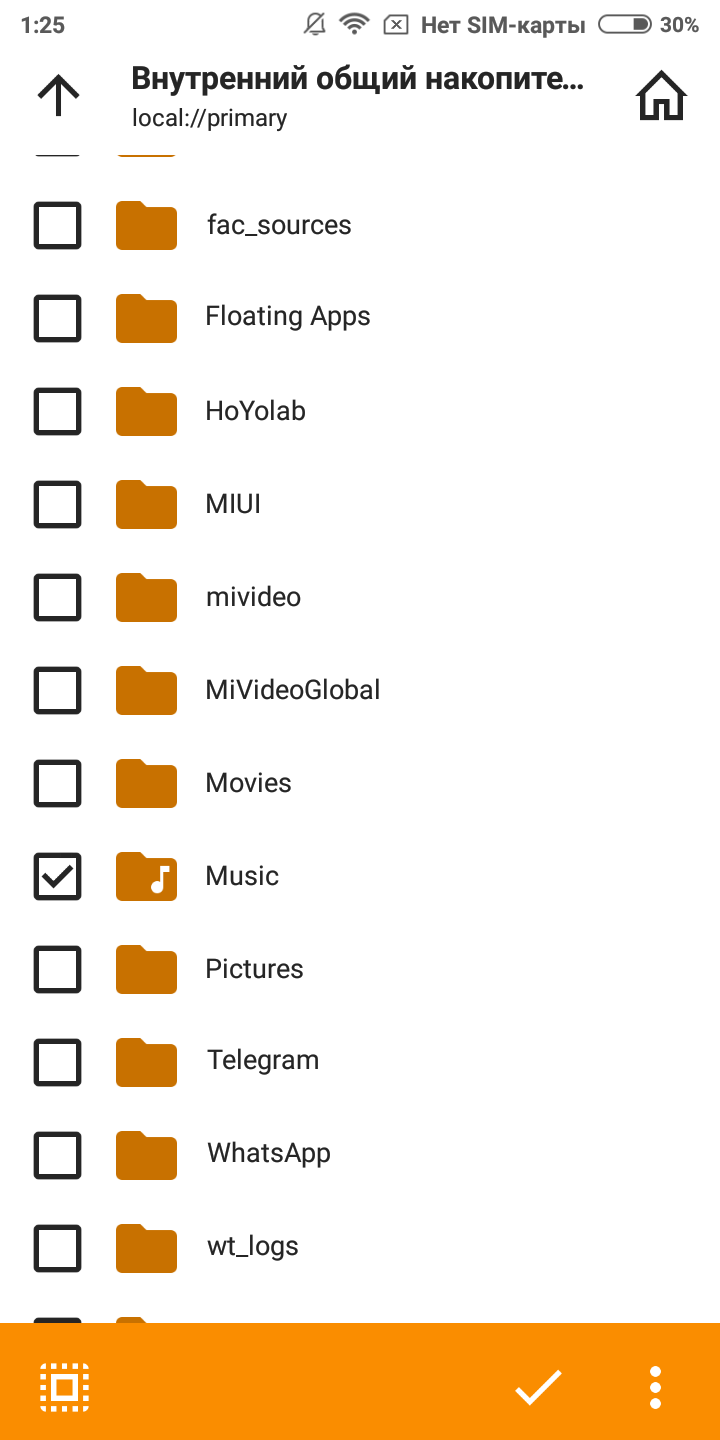 1:25 Нет SIM-карты 30%
Внутренний общий накопите...
local://primary
fac_sources
Floating Apps
HoYolab
MIUI
mivideo
MiVideoGlobal
Movies
Music
Pictures
Telegram
WhatsApp
wt_logs